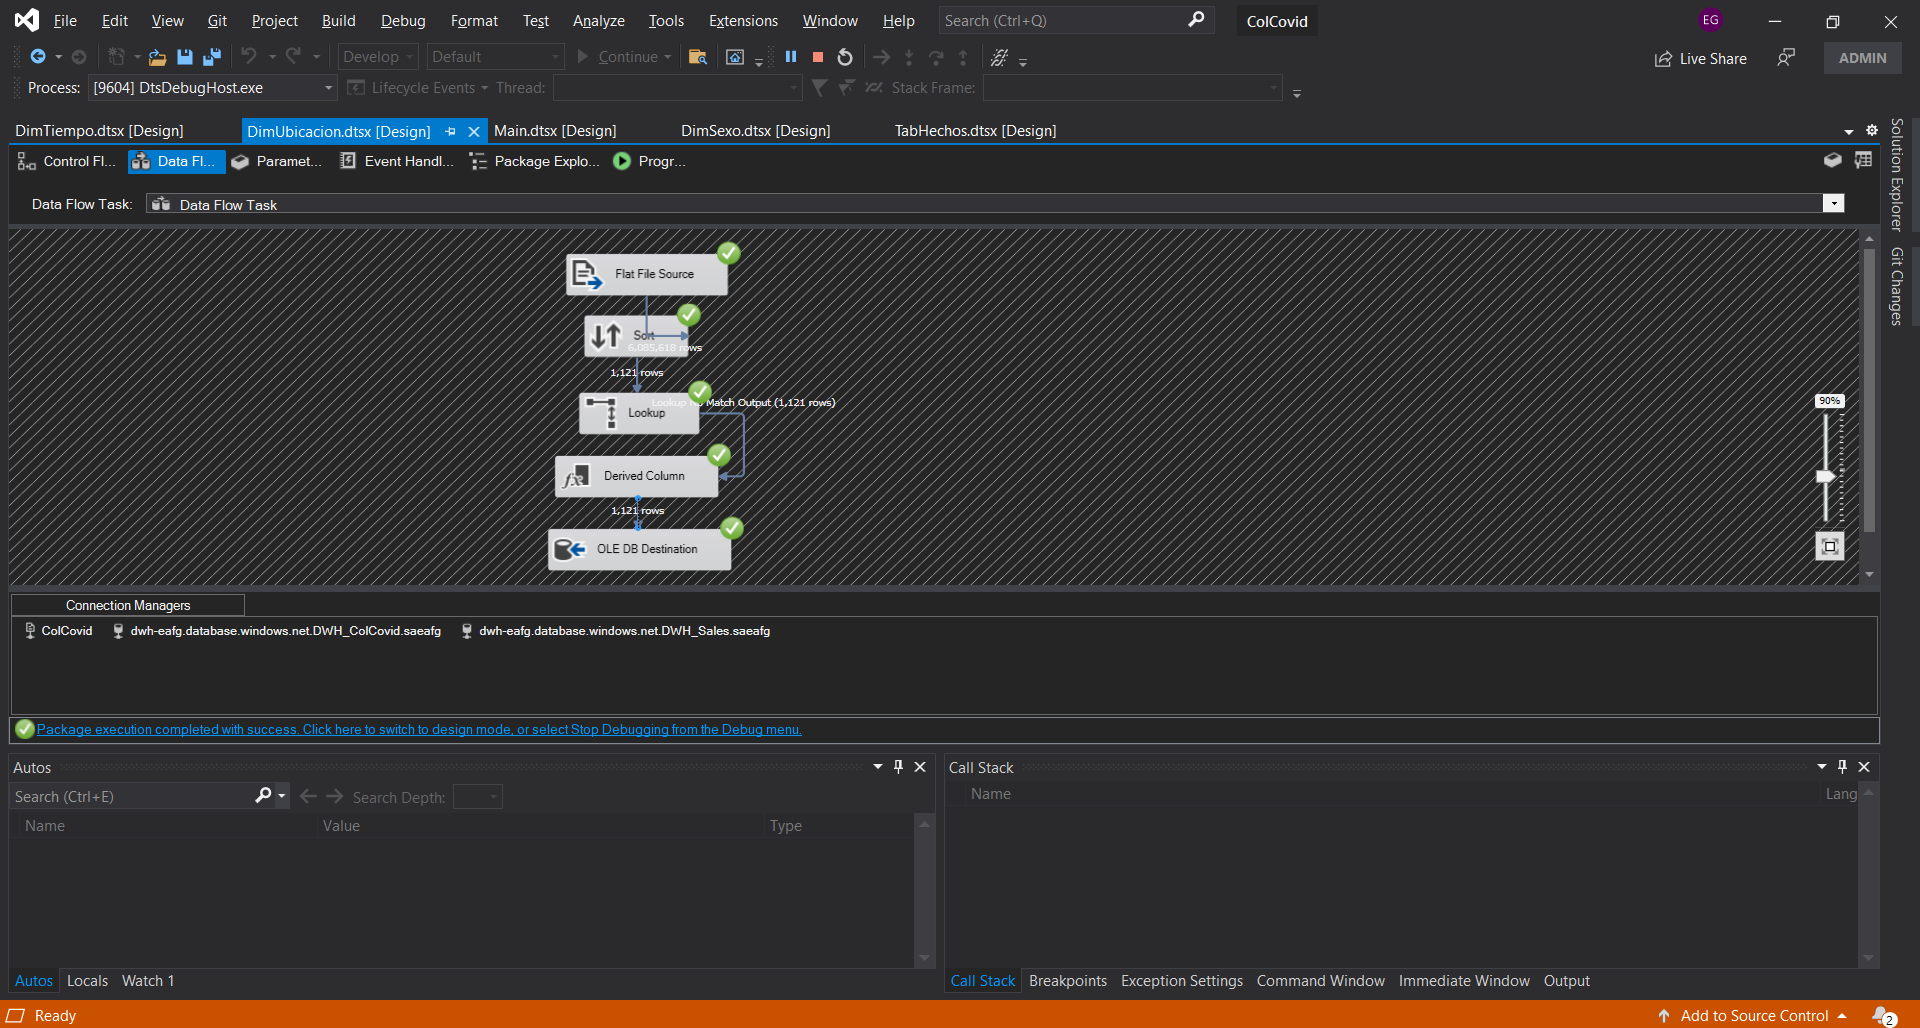 File Edit View Git Project Build Debug Format Test Analyze Tools Extensions Window Help Search (Ctrl+Q) ColCovid EG
Develop Default Continue Live Share ADMIN
Process: [9604] DtsDebugHost.exe Lifecycle Events Thread: Stack Frame:
DimTiempo.dtsx [Design] DimUbicacion.dtsx [Design] Main.dtsx [Design] DimSexo.dtsx [Design] TabHechos.dtsx [Design]
Control Fl... Data Fl... Paramet... Event Handl... Package Explo... Progr...
Data Flow Task: Data Flow Task
Solution Explorer
Git Changes
Flat File Source
Sort
6,085,618 rows
1,121 rows
Lookup No Match Output (1,121 rows)
Lookup
90%
Derived Column
1,121 rows
OLE DB Destination
Connection Managers
ColCovid dwh-eafg.database.windows.net.DWH_ColCovid.saeafg dwh-eafg.database.windows.net.DWH_Sales.saeafg
Package execution completed with success. Click here to switch to design mode, or select Stop Debugging from the Debug menu.
Autos
Search (Ctrl+E) Search Depth:
Name Value Type
Autos Locals Watch 1
Call Stack
Name Lang
Call Stack Breakpoints Exception Settings Command Window Immediate Window Output
Ready Add to Source Control 2